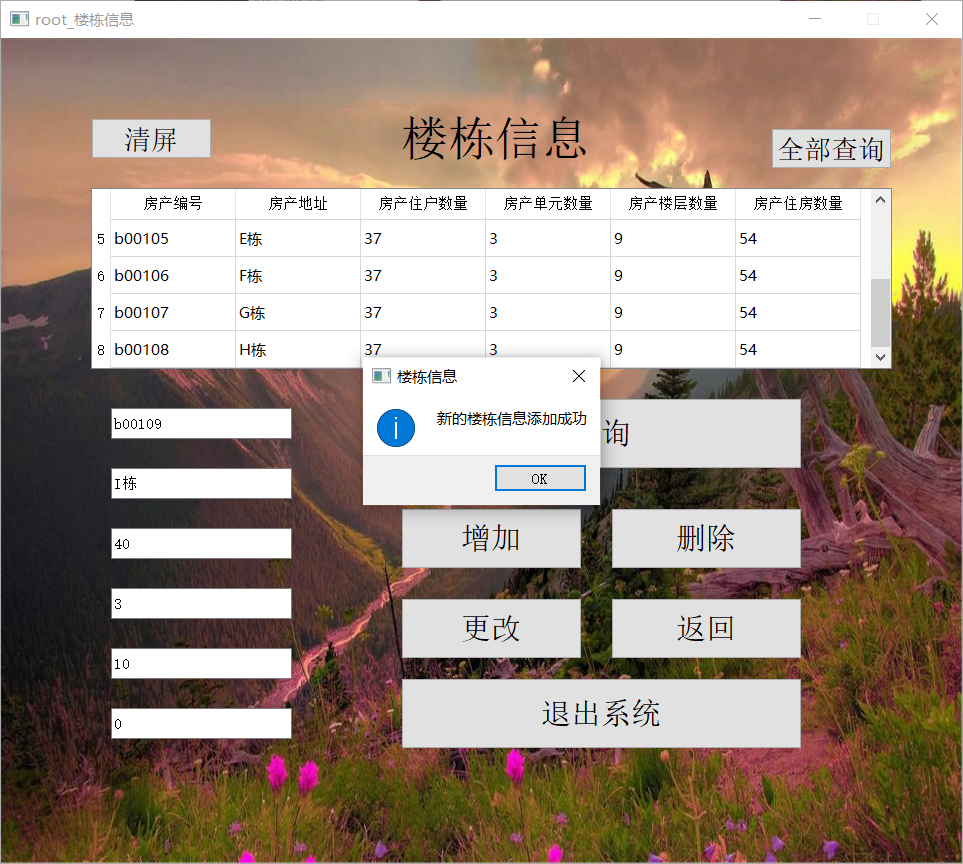 root_楼栋信息
清屏
楼栋信息
全部查询
房产编号 房产地址 房产住户数量 房产单元数量 房产楼层数量 房产住房数量
5 b00105 E栋 37 3 9 54
6 b00106 F栋 37 3 9 54
7 b00107 G栋 37 3 9 54
8 b00108 H栋 37 3 9 54
楼栋信息
新的楼栋信息添加成功
OK
b00109
询
I栋
40
增加 删除
3
更改 返回
10
0
退出系统